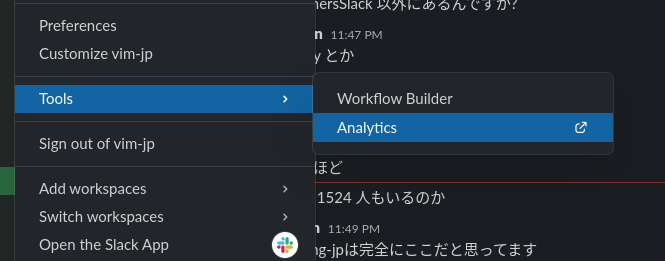 nersSlack 以外にあるんですか?
Preferences
n 11:47 PM
Customize vim-jp
y とか
Tools
Workflow Builder
Analytics
Sign out of vim-jp
ほど
Add workspaces
1524 人もいるのか
Switch workspaces
n 11:49 PM
Open the Slack App
ng-jpは完全にここだと思ってます